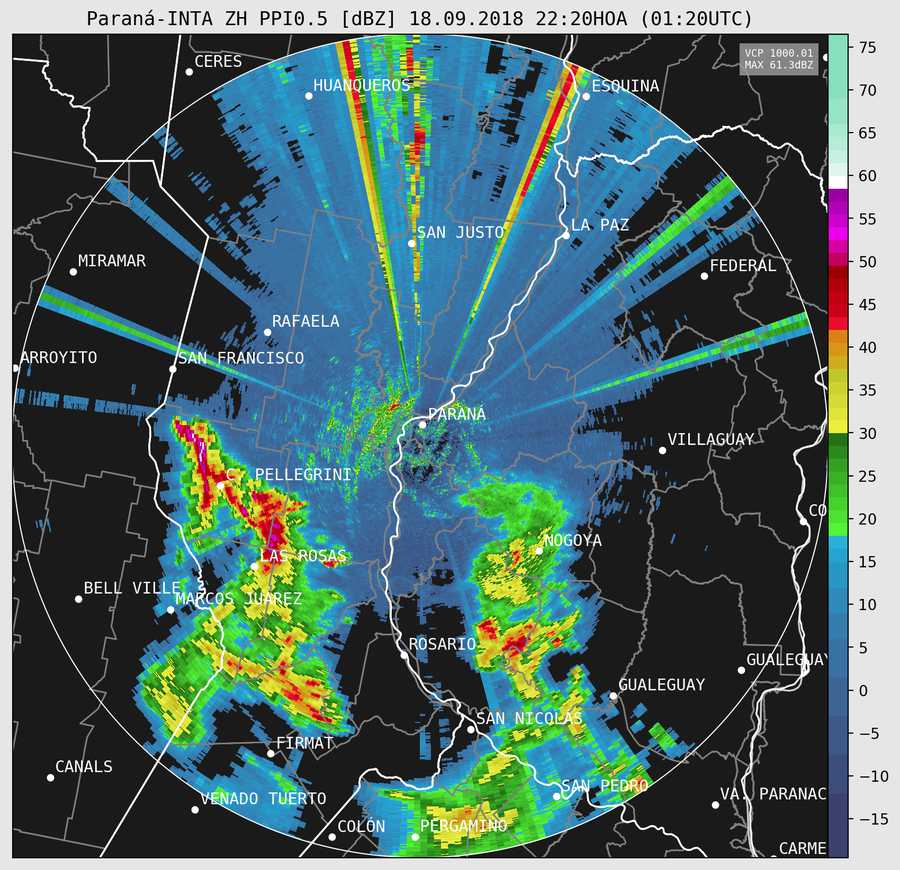 Paraná-INTA ZH PPI0.5 [dBZ] 18.09.2018 22:20HOA (01:20UTC)
VCP 1000.01
MAX 61.3dBZ
CERES
HUANQUEROS
ESQUINA
SAN JUSTO
LA PAZ
MIRAMAR
FEDERAL
RAFAELA
ARROYITO
SAN FRANCISCO
PARANÁ
VILLAGUAY
C. PELLEGRINI
CO
NOGOYA
LAS ROSAS
BELL VILLE
MARCOS JUAREZ
ROSARIO
GUALEGUAY
GUALEGUAY
SAN NICOLAS
FIRMAT
CANALS
SAN PEDRO
VENADO TUERTO
VA. PARANAC
COLÓN
PERGAMINO
CARME
75
70
65
60
55
50
45
40
35
30
25
20
15
10
5
0
−5
−10
−15